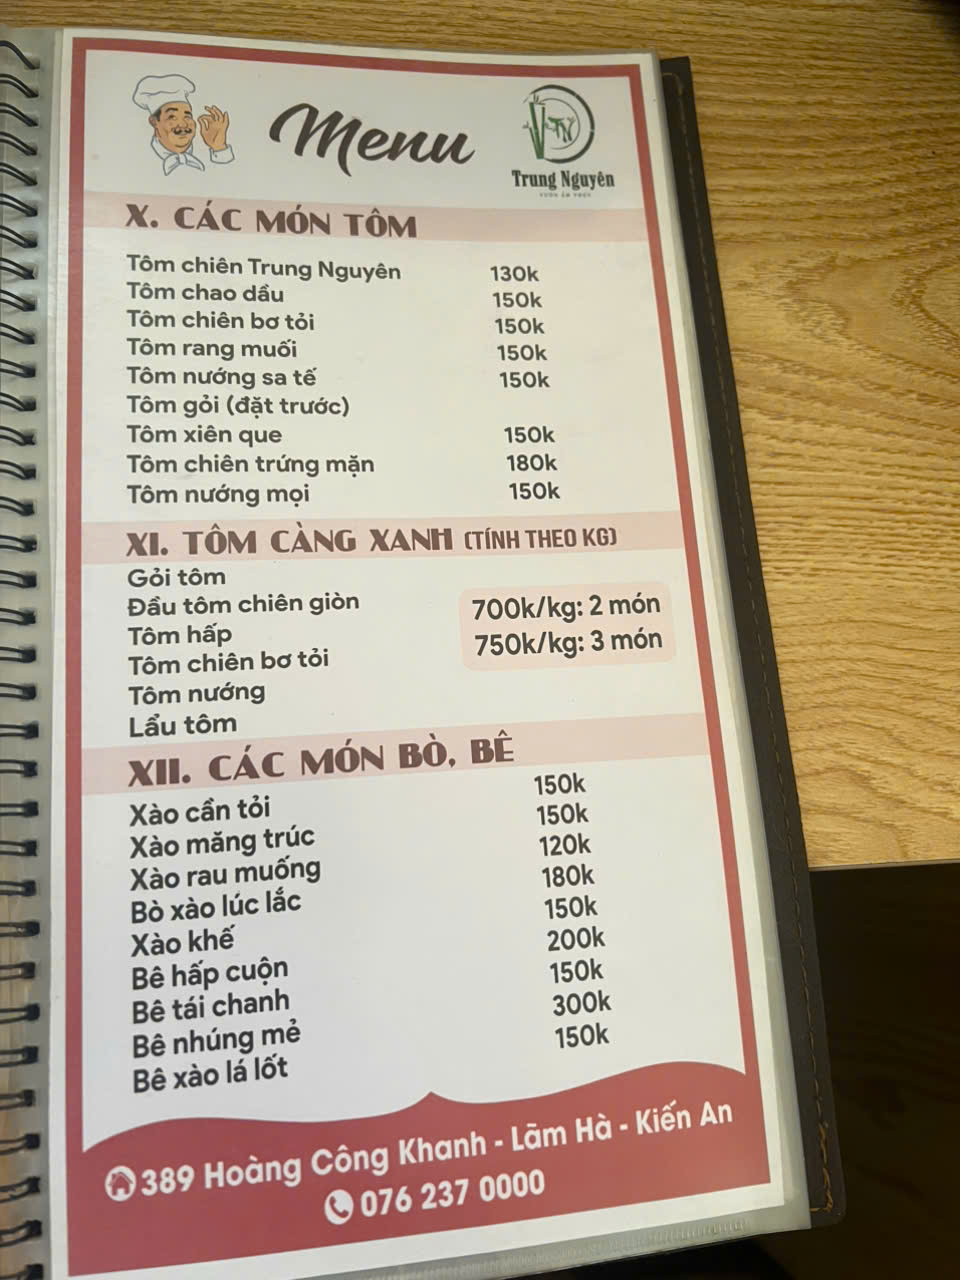 Menu
Trung Nguyên
X. CÁC MÓN TÔM
Tôm chiên Trung Nguyên 130k
Tôm chao dầu 150k
Tôm chiên bơ tỏi 150k
Tôm rang muối 150k
Tôm nướng sa tế 150k
Tôm gỏi (đặt trước)
Tôm xiên que 150k
Tôm chiên trứng mặn 180k
Tôm nướng mọi 150k
XI. TÔM CÀNG XANH (TÍNH THEO KG)
Gỏi tôm
Đầu tôm chiên giòn
Tôm hấp
Tôm chiên bơ tỏi
Tôm nướng
Lẩu tôm
700k/kg: 2 món
750k/kg: 3 món
XII. CÁC MÓN BÒ, BÊ
Xào cần tỏi 150k
Xào măng trúc 150k
Xào rau muống 120k
Bò xào lúc lắc 180k
Xào khế 150k
Bê hấp cuộn 200k
Bê tái chanh 150k
Bê nhúng mẻ 300k
Bê xào lá lốt 150k
389 Hoàng Công Khanh - Lãm Hà - Kiến An
076 237 0000